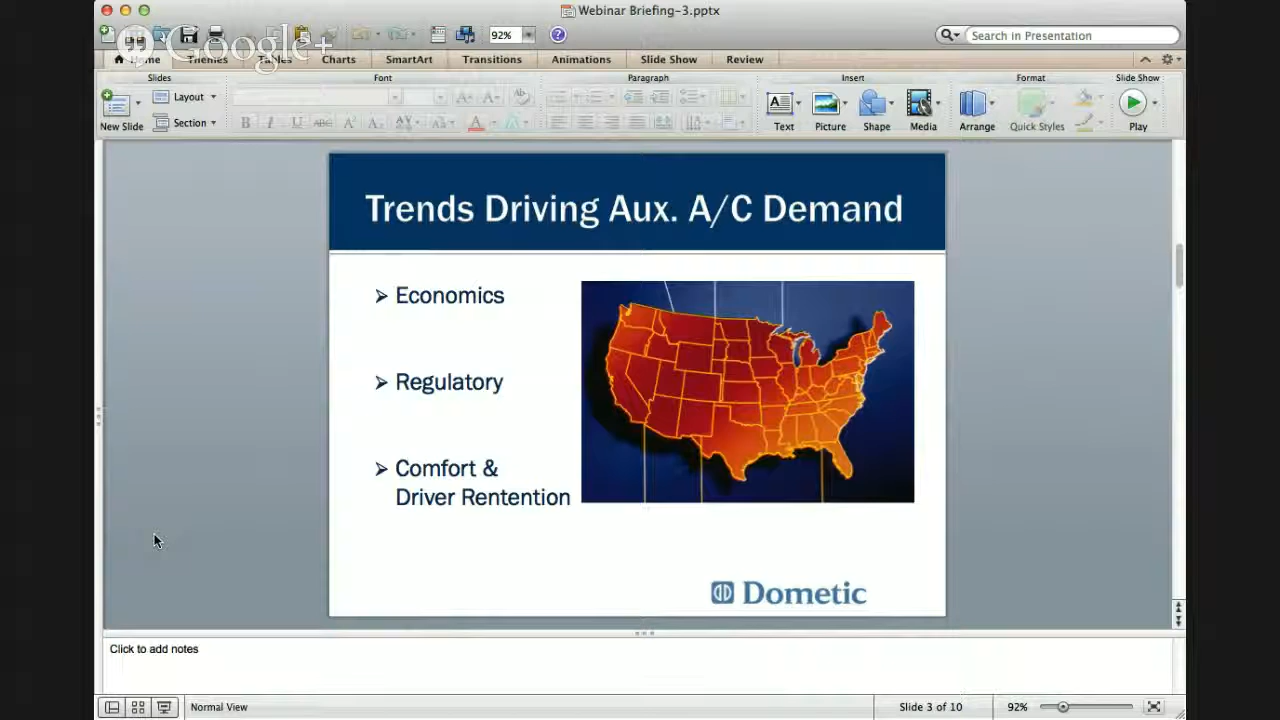 Webinar Briefing-3.pptx
Google+
92%
Search in Presentation
Home
Themes
Tables
Charts
SmartArt
Transitions
Animations
Slide Show
Review
Slides
Font
Paragraph
Insert
Format
Slide Show
New Slide
Layout
Section
B I U ABC
Text
Picture
Shape
Media
Arrange
Quick Styles
Play
Trends Driving Aux. A/C Demand
Economics
Regulatory
Comfort &
Driver Rentention
Dometic
Click to add notes
Normal View
Slide 3 of 10
92%